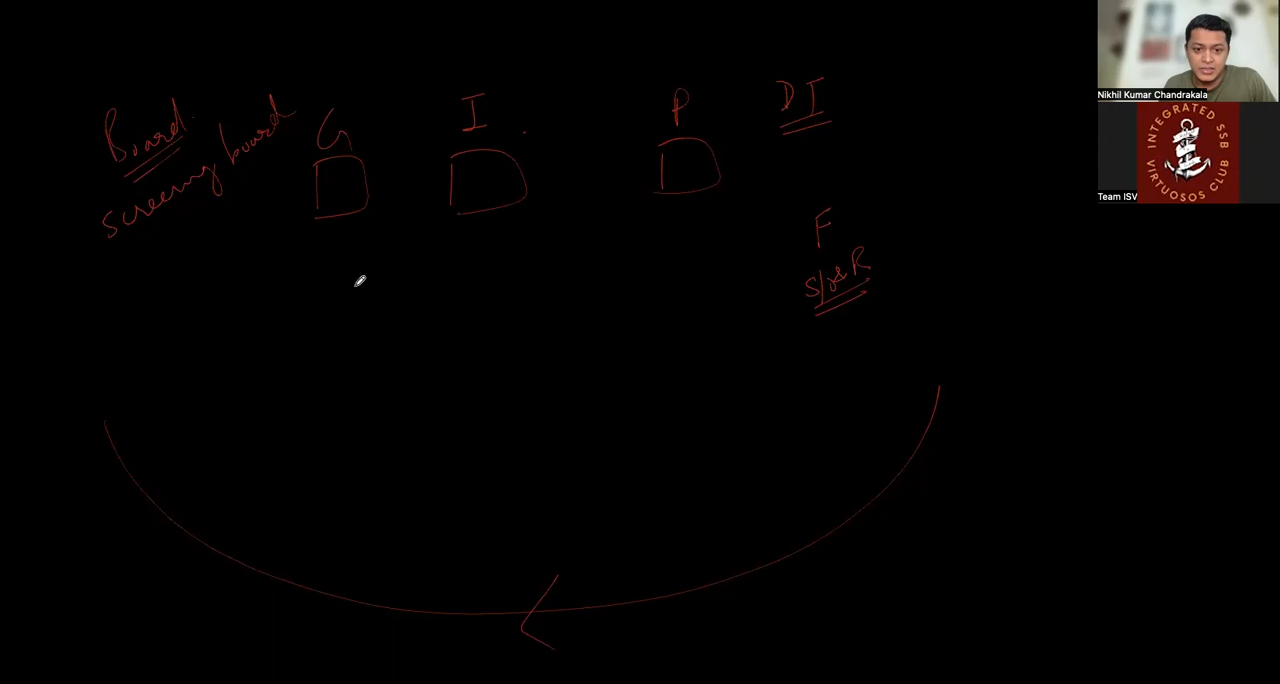 Board
screening board
G
I
P
DI
D
D
D
F
S/R
Nikhil Kumar Chandrakala
INTEGRATED SSB
VIRTUOSOS CLUB
Team ISV